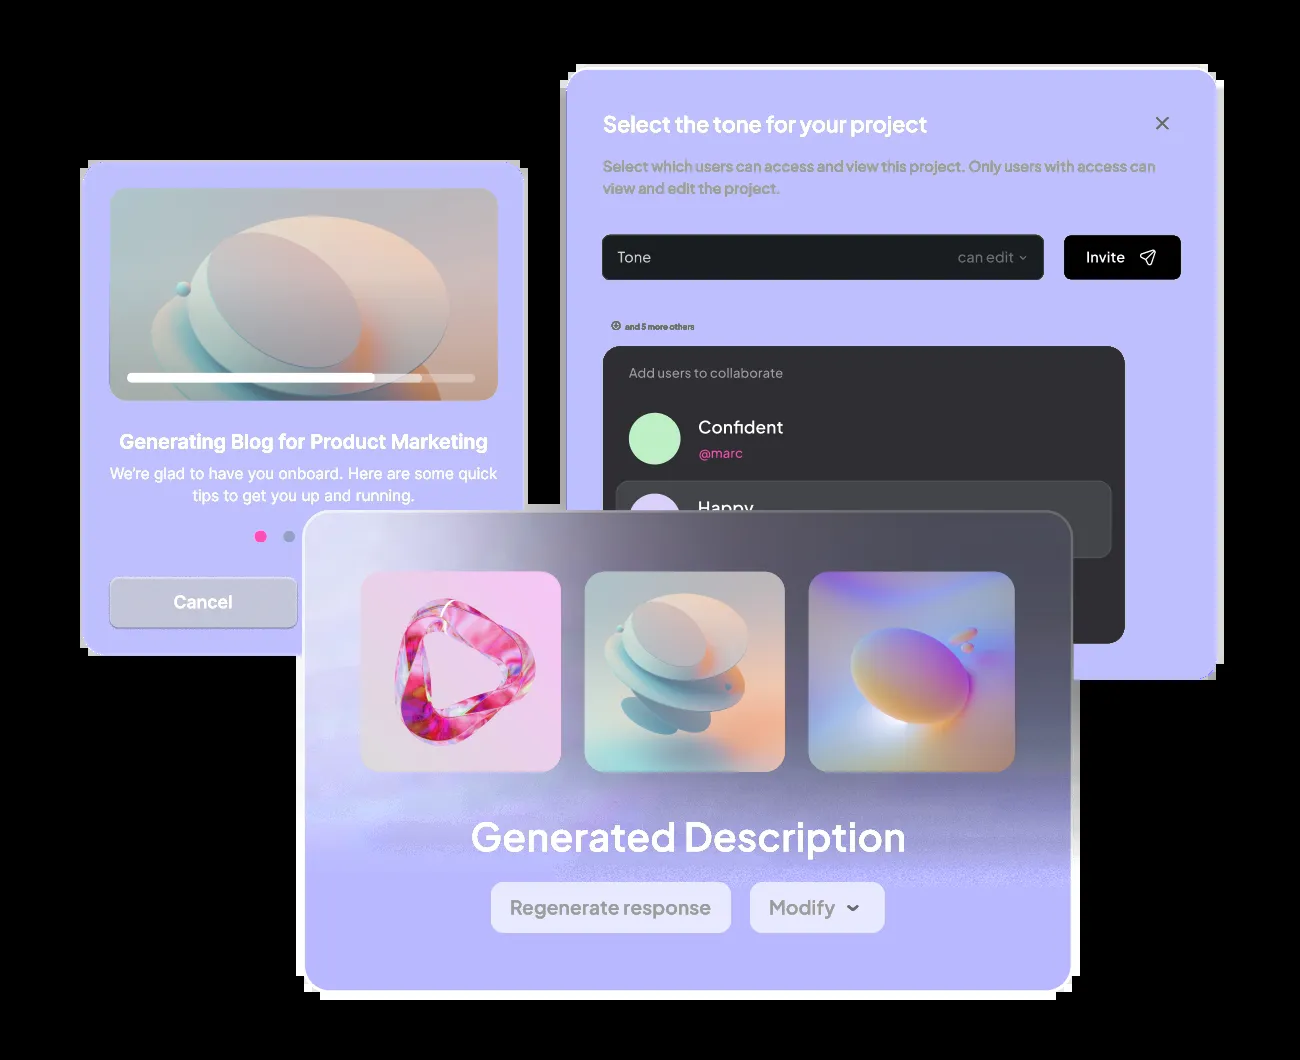 Select the tone for your project
Select which users can access and view this project. Only users with access can
view and edit the project.
Tone
can edit
Invite
and 5 more others
Add users to collaborate
Confident
@marc
Happy
Generating Blog for Product Marketing
We're glad to have you onboard. Here are some quick
tips to get you up and running.
Cancel
Generated Description
Regenerate response
Modify